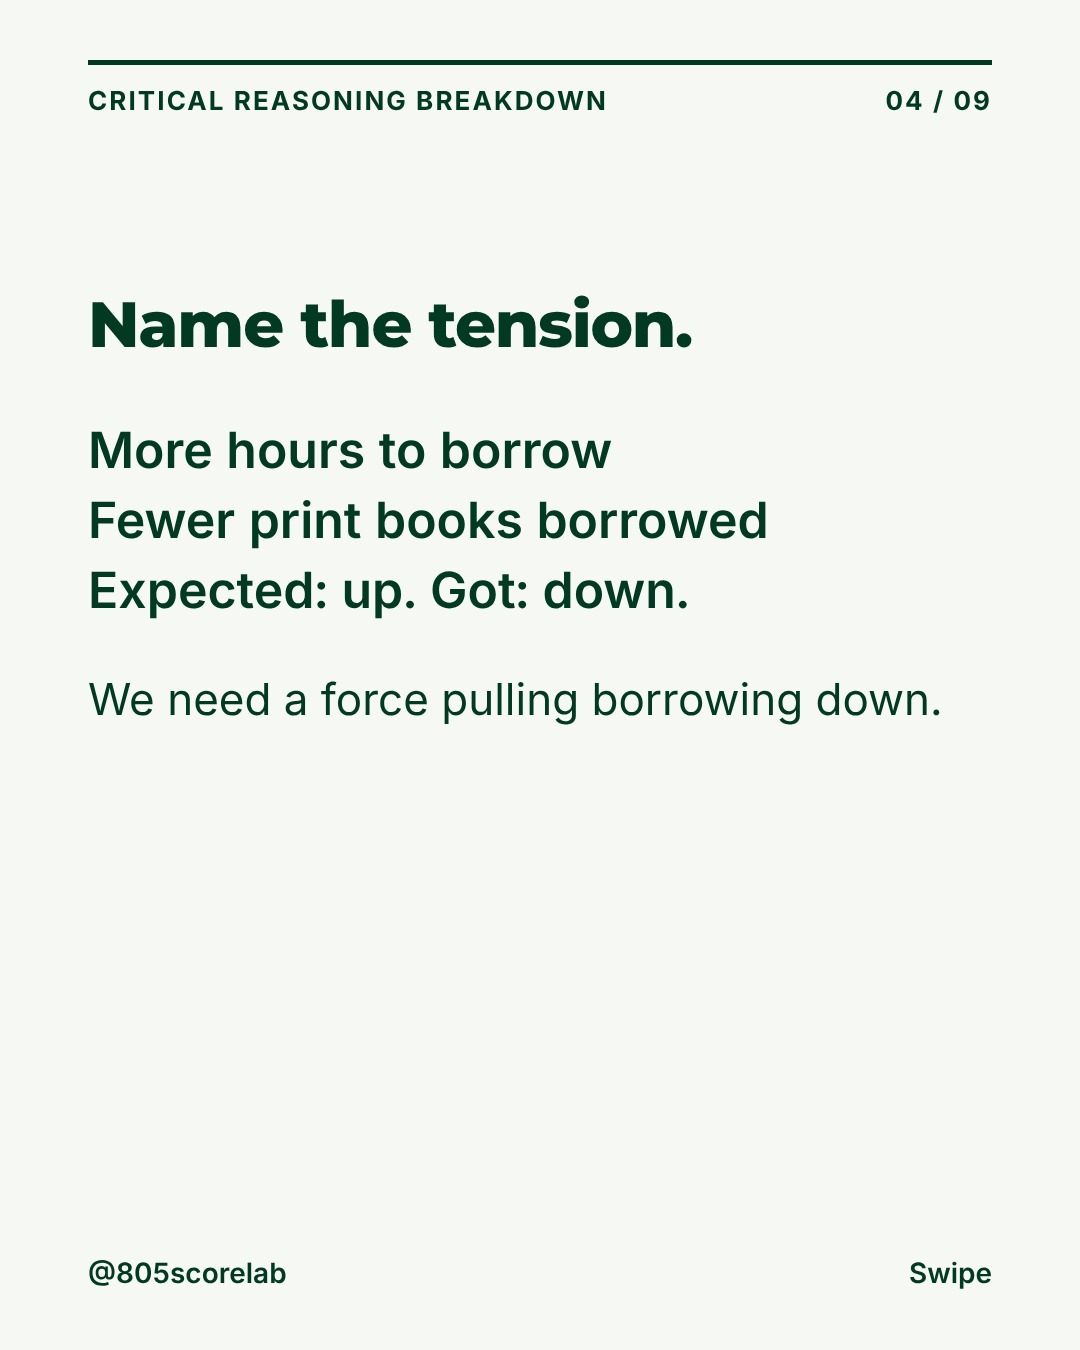 CRITICAL REASONING BREAKDOWN 04 / 09
Name the tension.
More hours to borrow
Fewer print books borrowed
Expected: up. Got: down.
We need a force pulling borrowing down.
@805scorelab Swipe